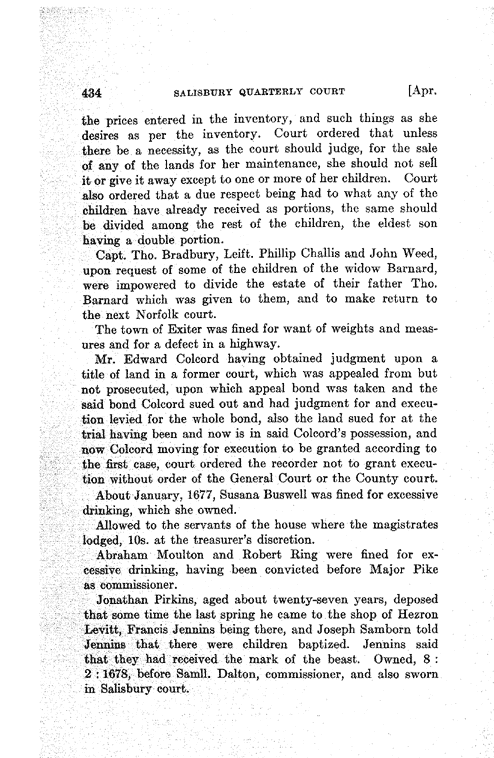 434 SALISBURY QUARTERLY COURT [Apr.
the prices entered in the inventory, and such things as she
desires as per the inventory. Court ordered that unless
there be a necessity, as the court should judge, for the sale
of any of the lands for her maintenance, she should not sell
it or give it away except to one or more of her children. Court
also ordered that a due respect being had to what any of the
children have already received as portions, the same should
be divided among the rest of the children, the eldest son
having a double portion.
Capt. Tho. Bradbury, Leift. Phillip Challis and John Weed,
upon request of some of the children of the widow Barnard,
were impowered to divide the estate of their father Tho.
Barnard which was given to them, and to make return to
the next Norfolk court.
The town of Exiter was fined for want of weights and meas-
ures and for a defect in a highway.
Mr. Edward Colcord having obtained judgment upon a
title of land in a former court, which was appealed from but
not prosecuted, upon which appeal bond was taken and the
said bond Colcord sued out and had judgment for and execu-
tion levied for the whole bond, also the land sued for at the
trial having been and now is in said Colcord's possession, and
now Colcord moving for execution to be granted according to
the first case, court ordered the recorder not to grant execu-
tion without order of the General Court or the County court.
About January, 1677, Susana Buswell was fined for excessive
drinking, which she owned.
Allowed to the servants of the house where the magistrates
lodged, 10s. at the treasurer's discretion.
Abraham Moulton and Robert Ring were fined for ex-
cessive drinking, having been convicted before Major Pike
as commissioner.
Jonathan Pirkins, aged about twenty-seven years, deposed
that some time the last spring he came to the shop of Hezron
Levitt, Francis Jennins being there, and Joseph Samborn told
Jennins that there were children baptized. Jennins said
that they had received the mark of the beast. Owned, 8 :
2 : 1678, before Samll. Dalton, commissioner, and also sworn
in Salisbury court.